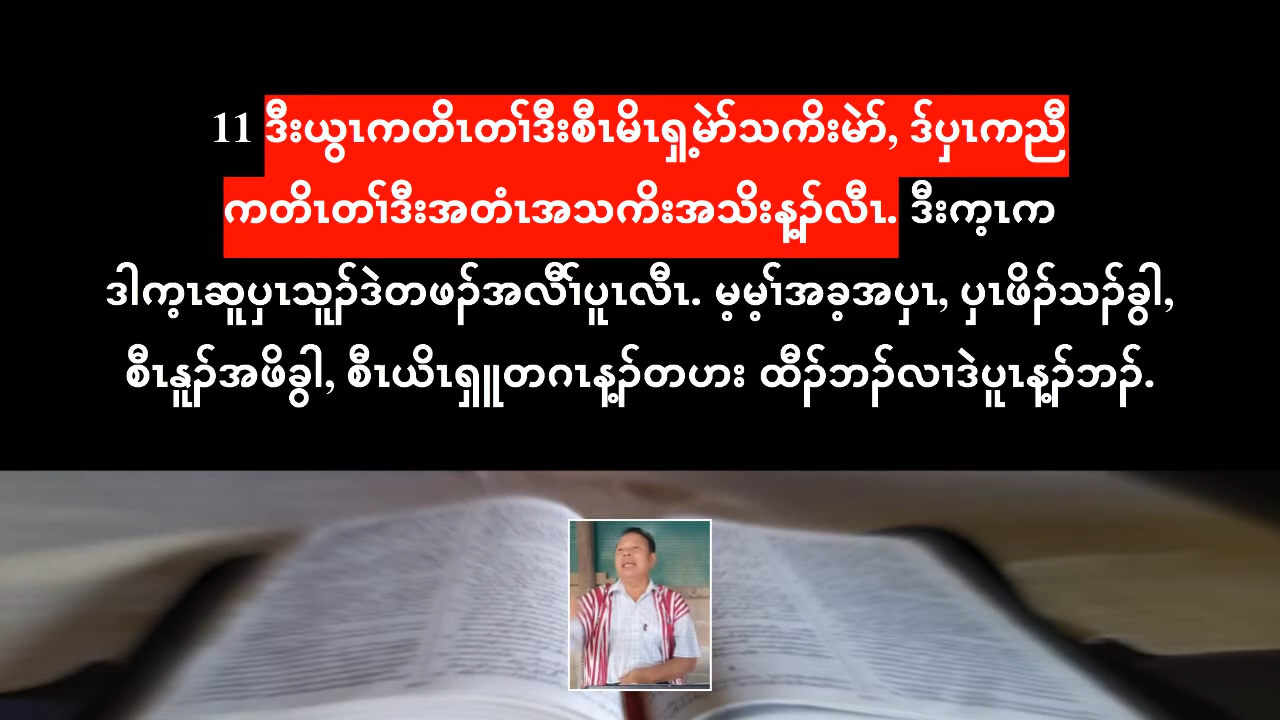 11 ဒီးယွၤကတိၤတၢ်ဒီးစီၤမိၤရှ့မဲာ်သကိးမဲာ်, ဒ်ပှၤကညီ
ကတိၤတၢ်ဒီးအတံၤအသကိးအသိးန့ၣ်လီၤ. ဒီးက့ၤက
ဒါက့ၤဆူပှၤသူၣ်ဒဲတဖၣ်အလီၢ်ပူၤလီၤ. မ့မ့ၢ်အခ့အပှၤ, ပှၤဖိၣ်သၣ်ခွါ,
စီၤနူၣ်အဖိခွါ, စီၤယိၤရှူတဂၤန့ၣ်တဟး ထီၣ်ဘၣ်လၢဒဲပူၤန့ၣ်ဘၣ်.